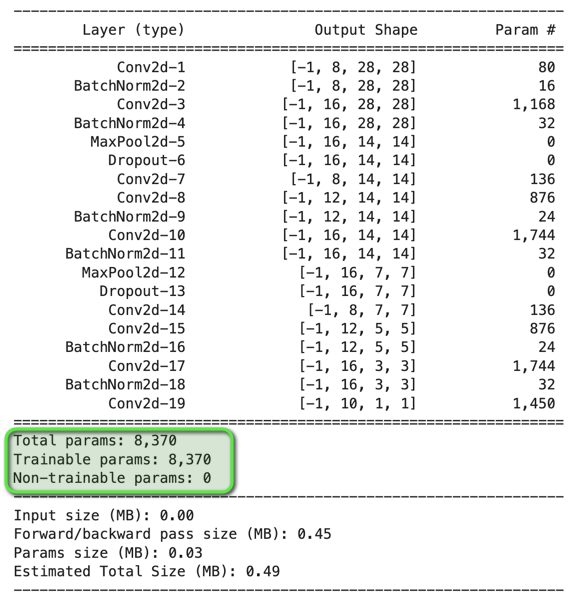 Layer (type) Output Shape Param #
Conv2d-1 [-1, 8, 28, 28] 80
BatchNorm2d-2 [-1, 8, 28, 28] 16
Conv2d-3 [-1, 16, 28, 28] 1,168
BatchNorm2d-4 [-1, 16, 28, 28] 32
MaxPool2d-5 [-1, 16, 14, 14] 0
Dropout-6 [-1, 16, 14, 14] 0
Conv2d-7 [-1, 8, 14, 14] 136
Conv2d-8 [-1, 12, 14, 14] 876
BatchNorm2d-9 [-1, 12, 14, 14] 24
Conv2d-10 [-1, 16, 14, 14] 1,744
BatchNorm2d-11 [-1, 16, 14, 14] 32
MaxPool2d-12 [-1, 16, 7, 7] 0
Dropout-13 [-1, 16, 7, 7] 0
Conv2d-14 [-1, 8, 7, 7] 136
Conv2d-15 [-1, 12, 5, 5] 876
BatchNorm2d-16 [-1, 12, 5, 5] 24
Conv2d-17 [-1, 16, 3, 3] 1,744
BatchNorm2d-18 [-1, 16, 3, 3] 32
Conv2d-19 [-1, 10, 1, 1] 1,450
Total params: 8,370
Trainable params: 8,370
Non-trainable params: 0
Input size (MB): 0.00
Forward/backward pass size (MB): 0.45
Params size (MB): 0.03
Estimated Total Size (MB): 0.49